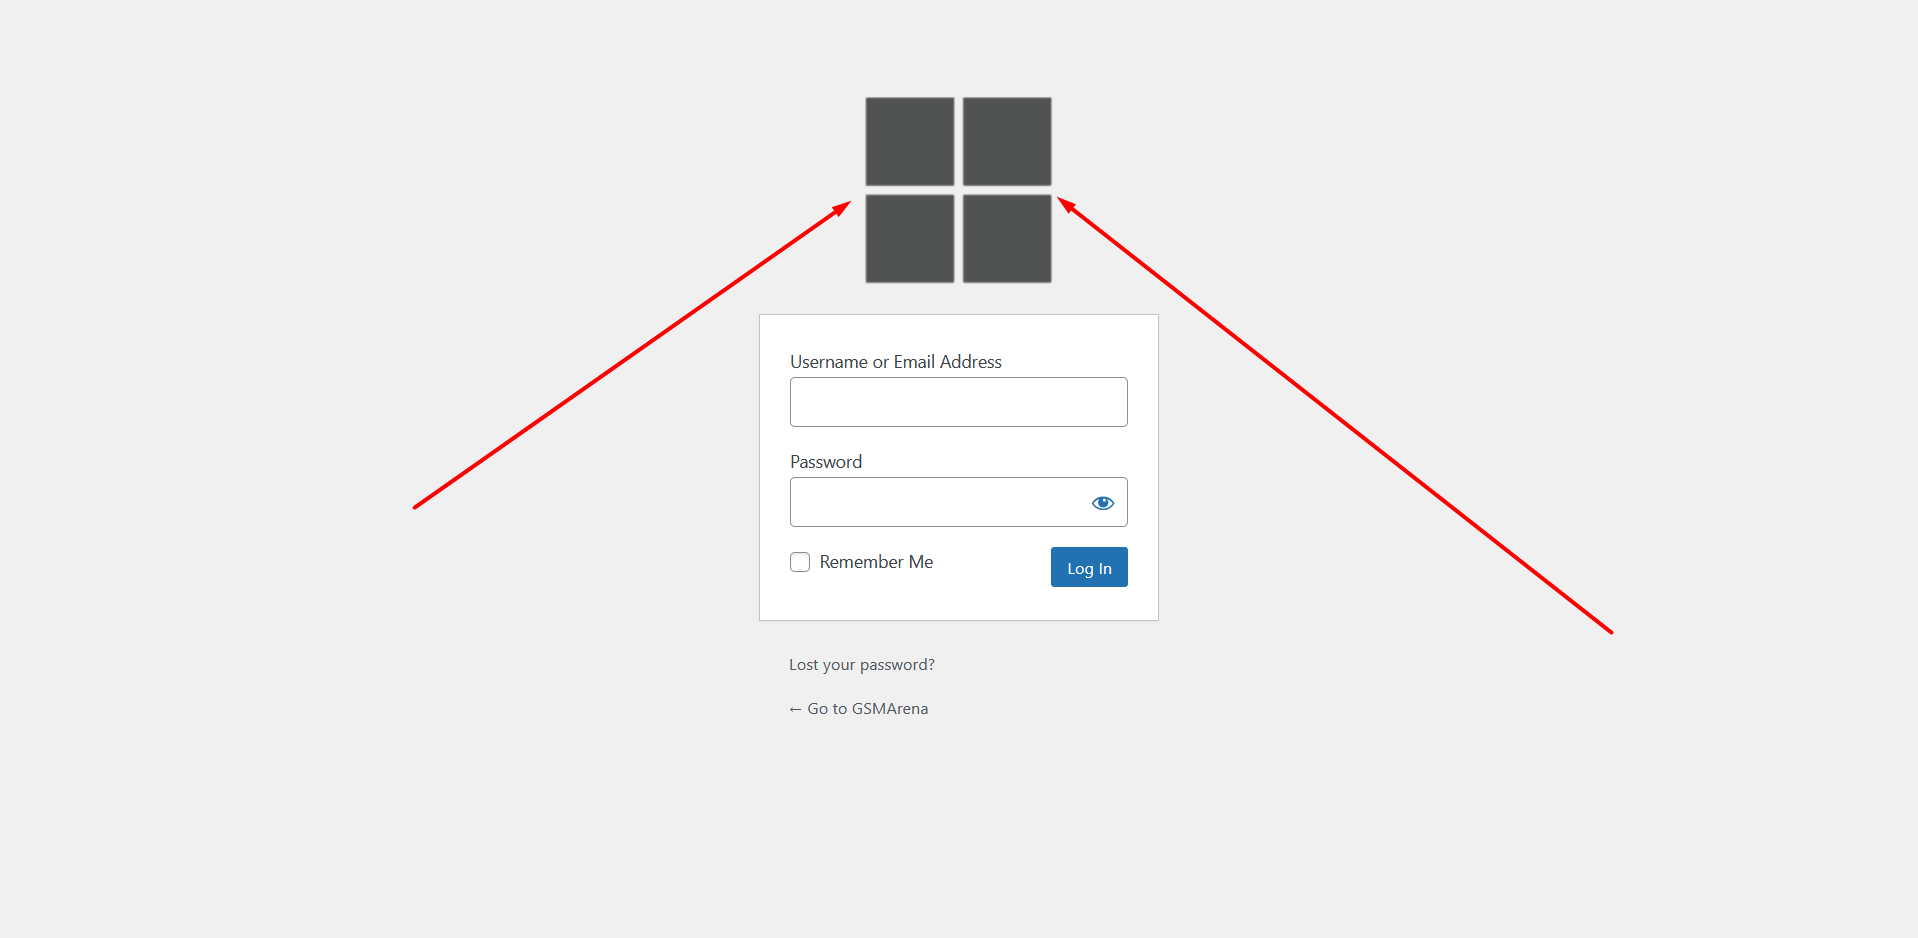 Username or Email Address
Password
Remember Me
Log In
Lost your password?
← Go to GSMArena